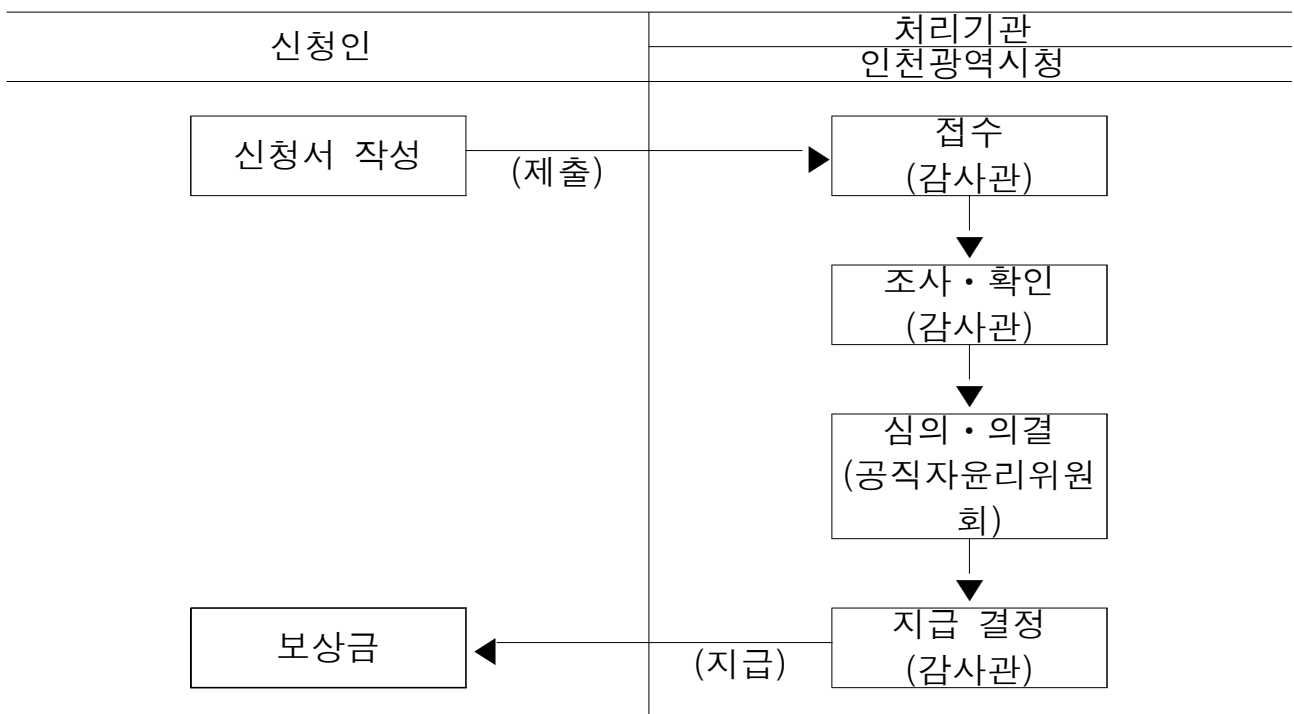 신청인
처리기관
인천광역시청
신청서 작성
(제출)
접수
(감사관)
조사・확인
(감사관)
심의・의결
(공직자윤리위원
회)
보상금
(지급)
지급 결정
(감사관)